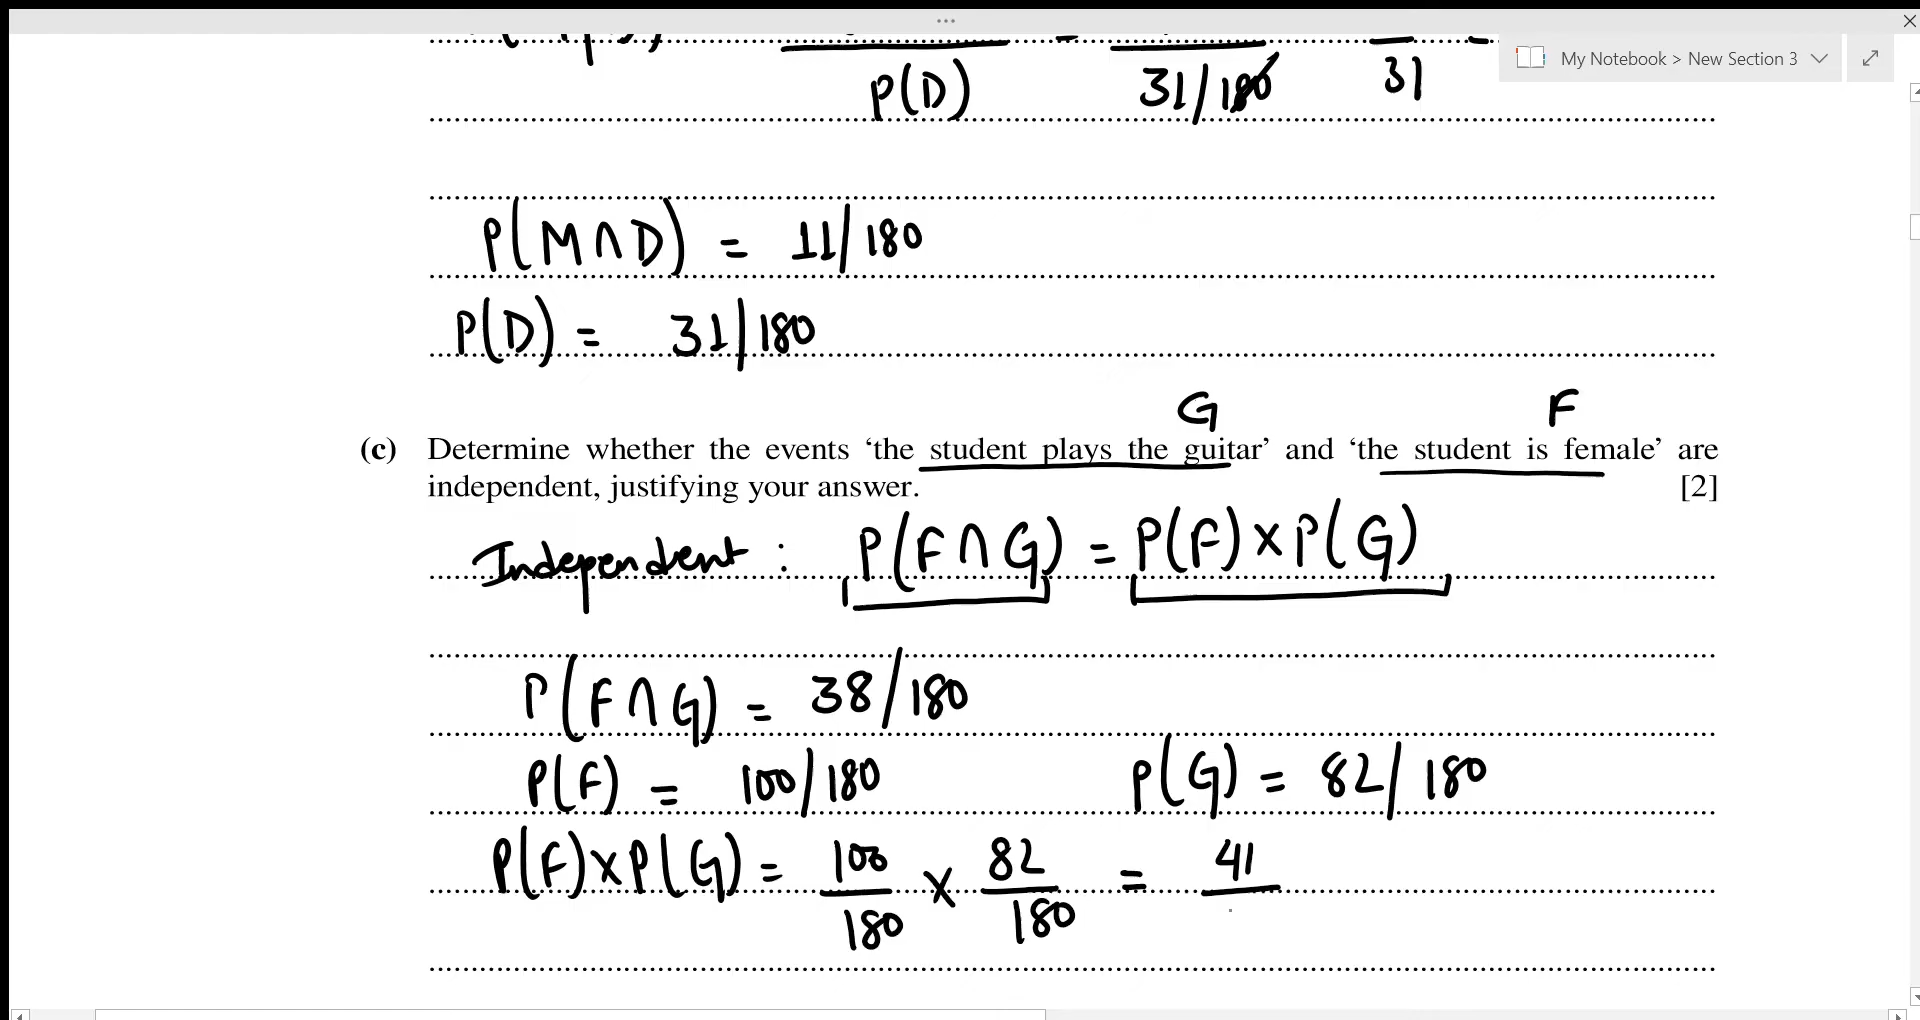 My Notebook > New Section 3
P(D) 31/180 31
P(M∩D) = 11/180
P(D) = 31/180
G F
(c) Determine whether the events ‘the student plays the guitar’ and ‘the student is female’ are
independent, justifying your answer. [2]
Independent : P(F∩G) = P(F)×P(G)
P(F∩G) = 38/180
P(F) = 100/180 P(G) = 82/180
P(F)×P(G) = 100 × 82 = 41
180 180